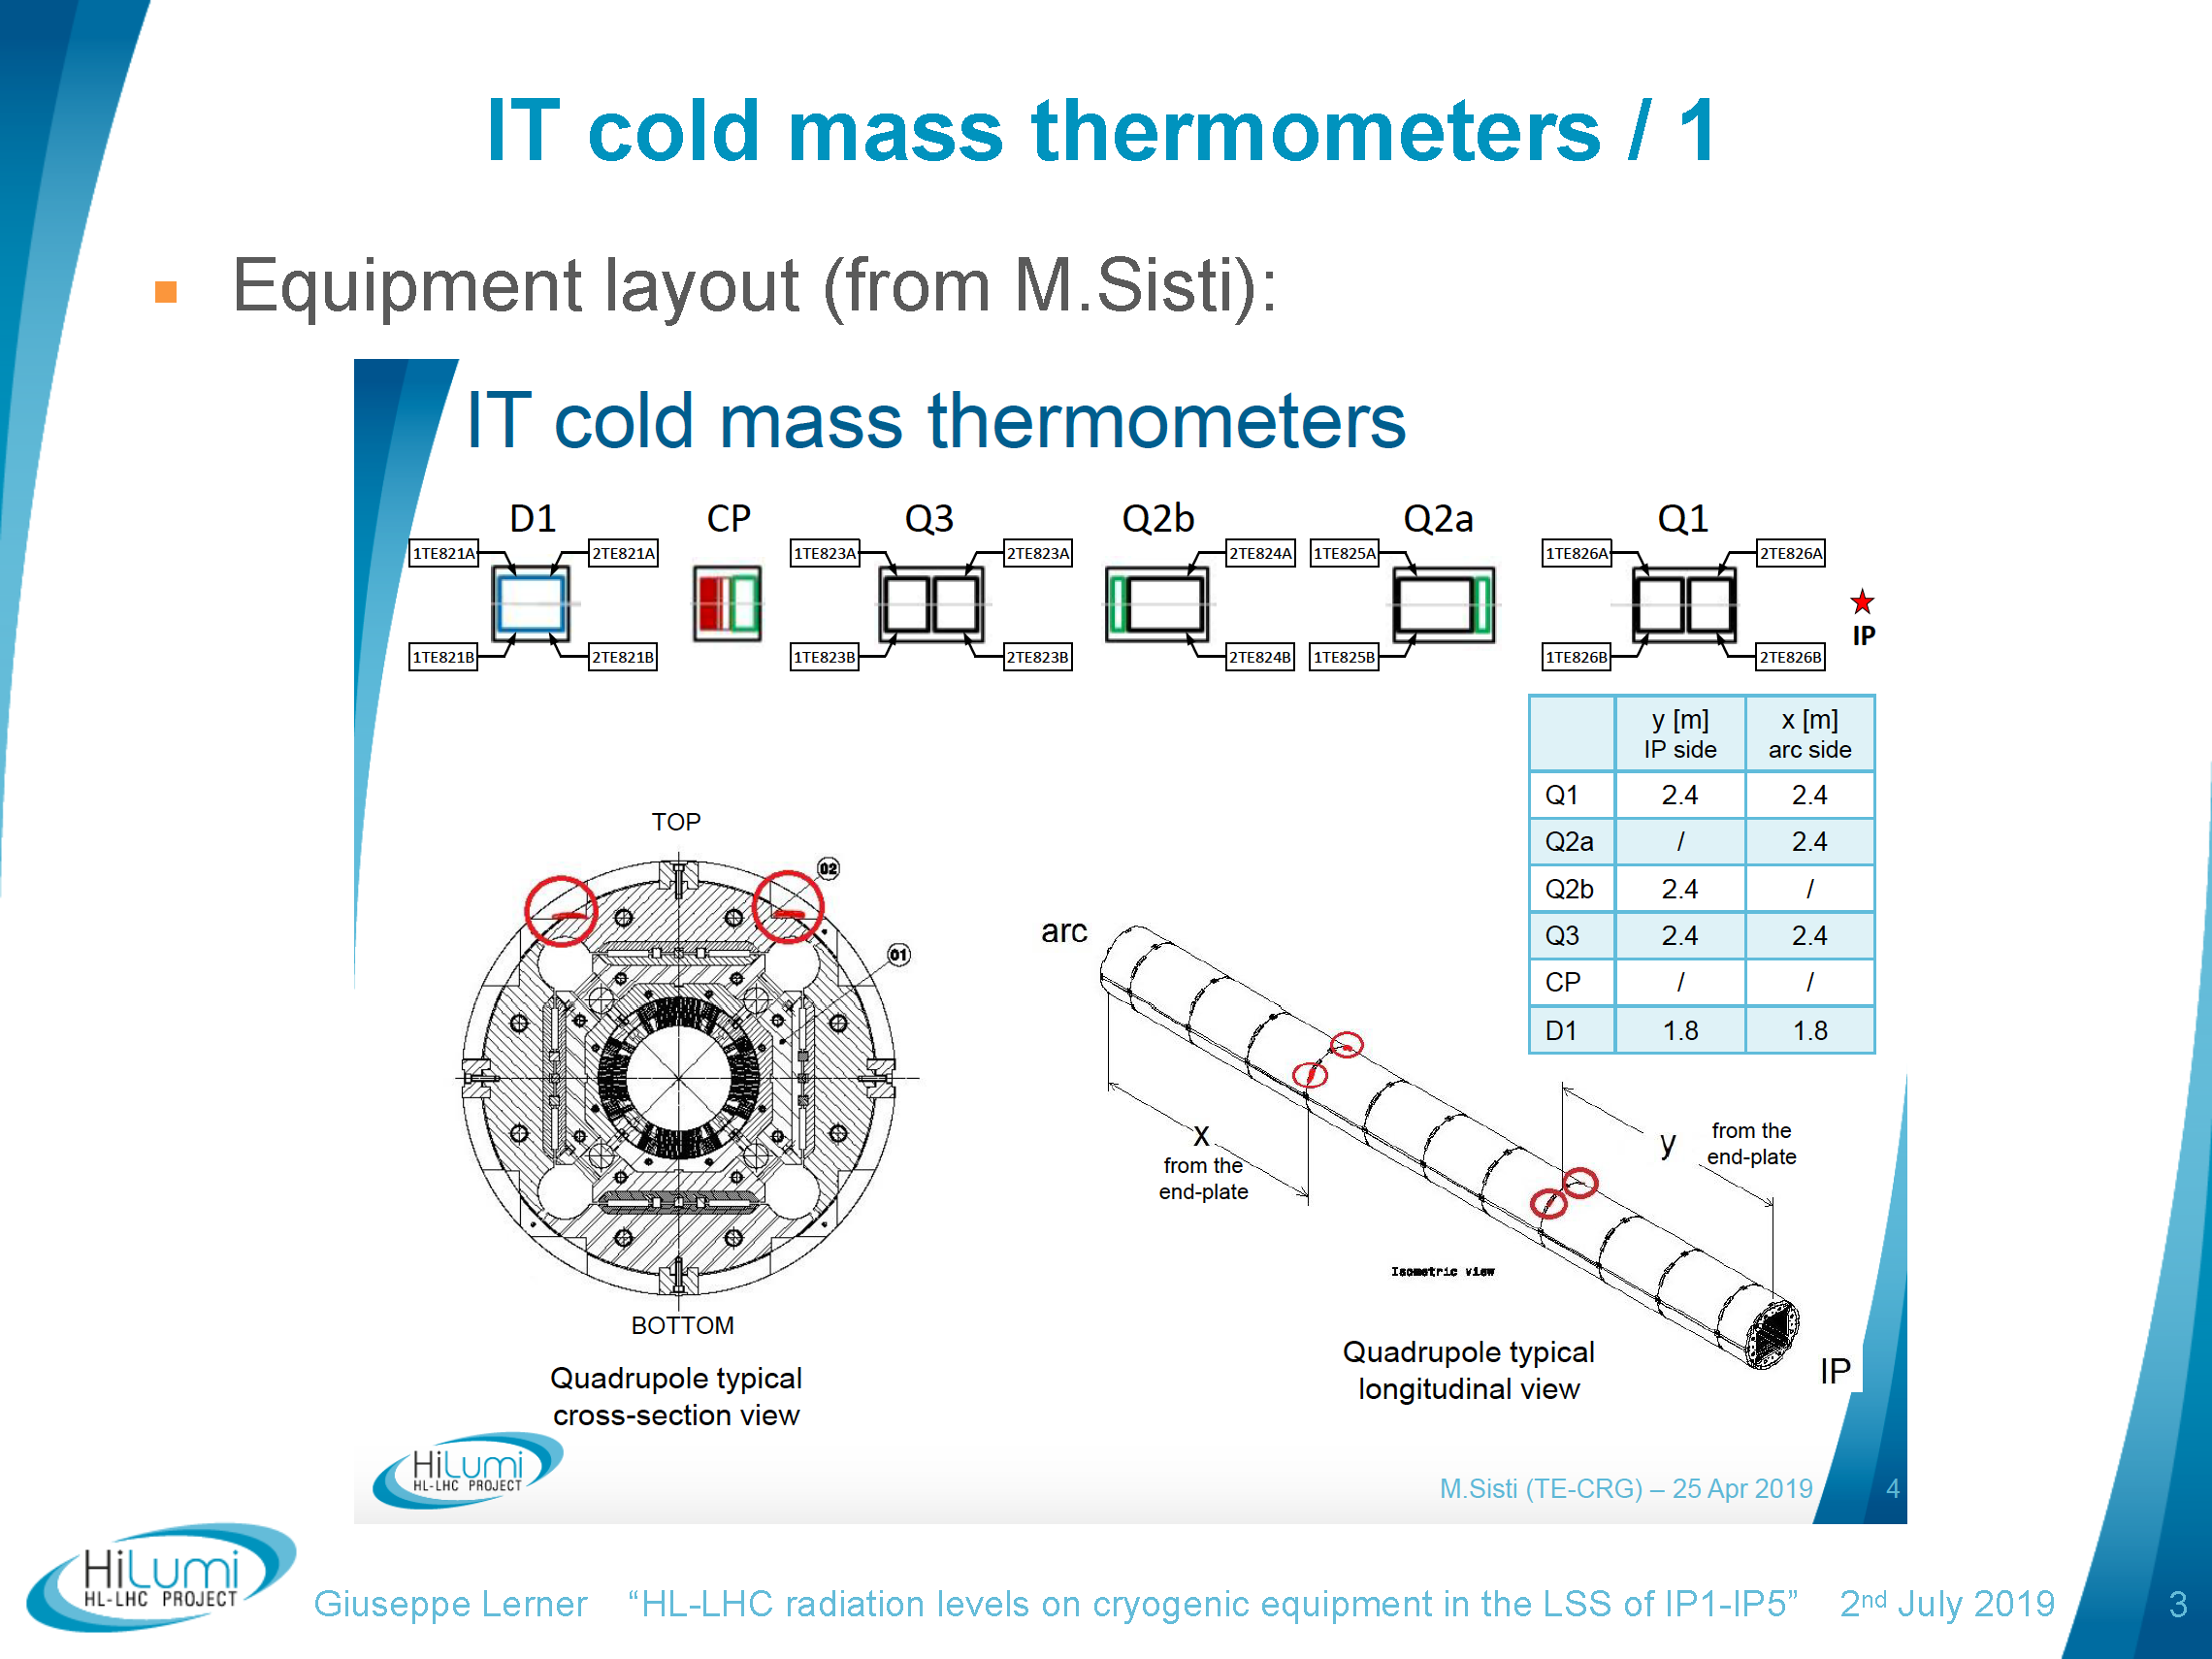 IT cold mass thermometers / 1
Equipment layout (from M.Sisti):
IT cold mass thermometers
D1 CP Q3 Q2b Q2a Q1
1TE821A 2TE821A 1TE823A 2TE823A 2TE824A 1TE825A 1TE826A 2TE826A
IP
1TE821B 2TE821B 1TE823B 2TE823B 2TE824B 1TE825B 1TE826B 2TE826B
y [m] x [m]
IP side arc side
Q1 2.4 2.4
Q2a / 2.4
Q2b 2.4 /
Q3 2.4 2.4
CP / /
D1 1.8 1.8
TOP
02
01
BOTTOM
Quadrupole typical
cross-section view
arc
x
from the
end-plate
y
from the
end-plate
Isometric view
Quadrupole typical
longitudinal view
IP
HiLumi
HL-LHC PROJECT
M.Sisti (TE-CRG) – 25 Apr 2019 4
HiLumi
HL-LHC PROJECT
Giuseppe Lerner “HL-LHC radiation levels on cryogenic equipment in the LSS of IP1-IP5” 2nd July 2019 3